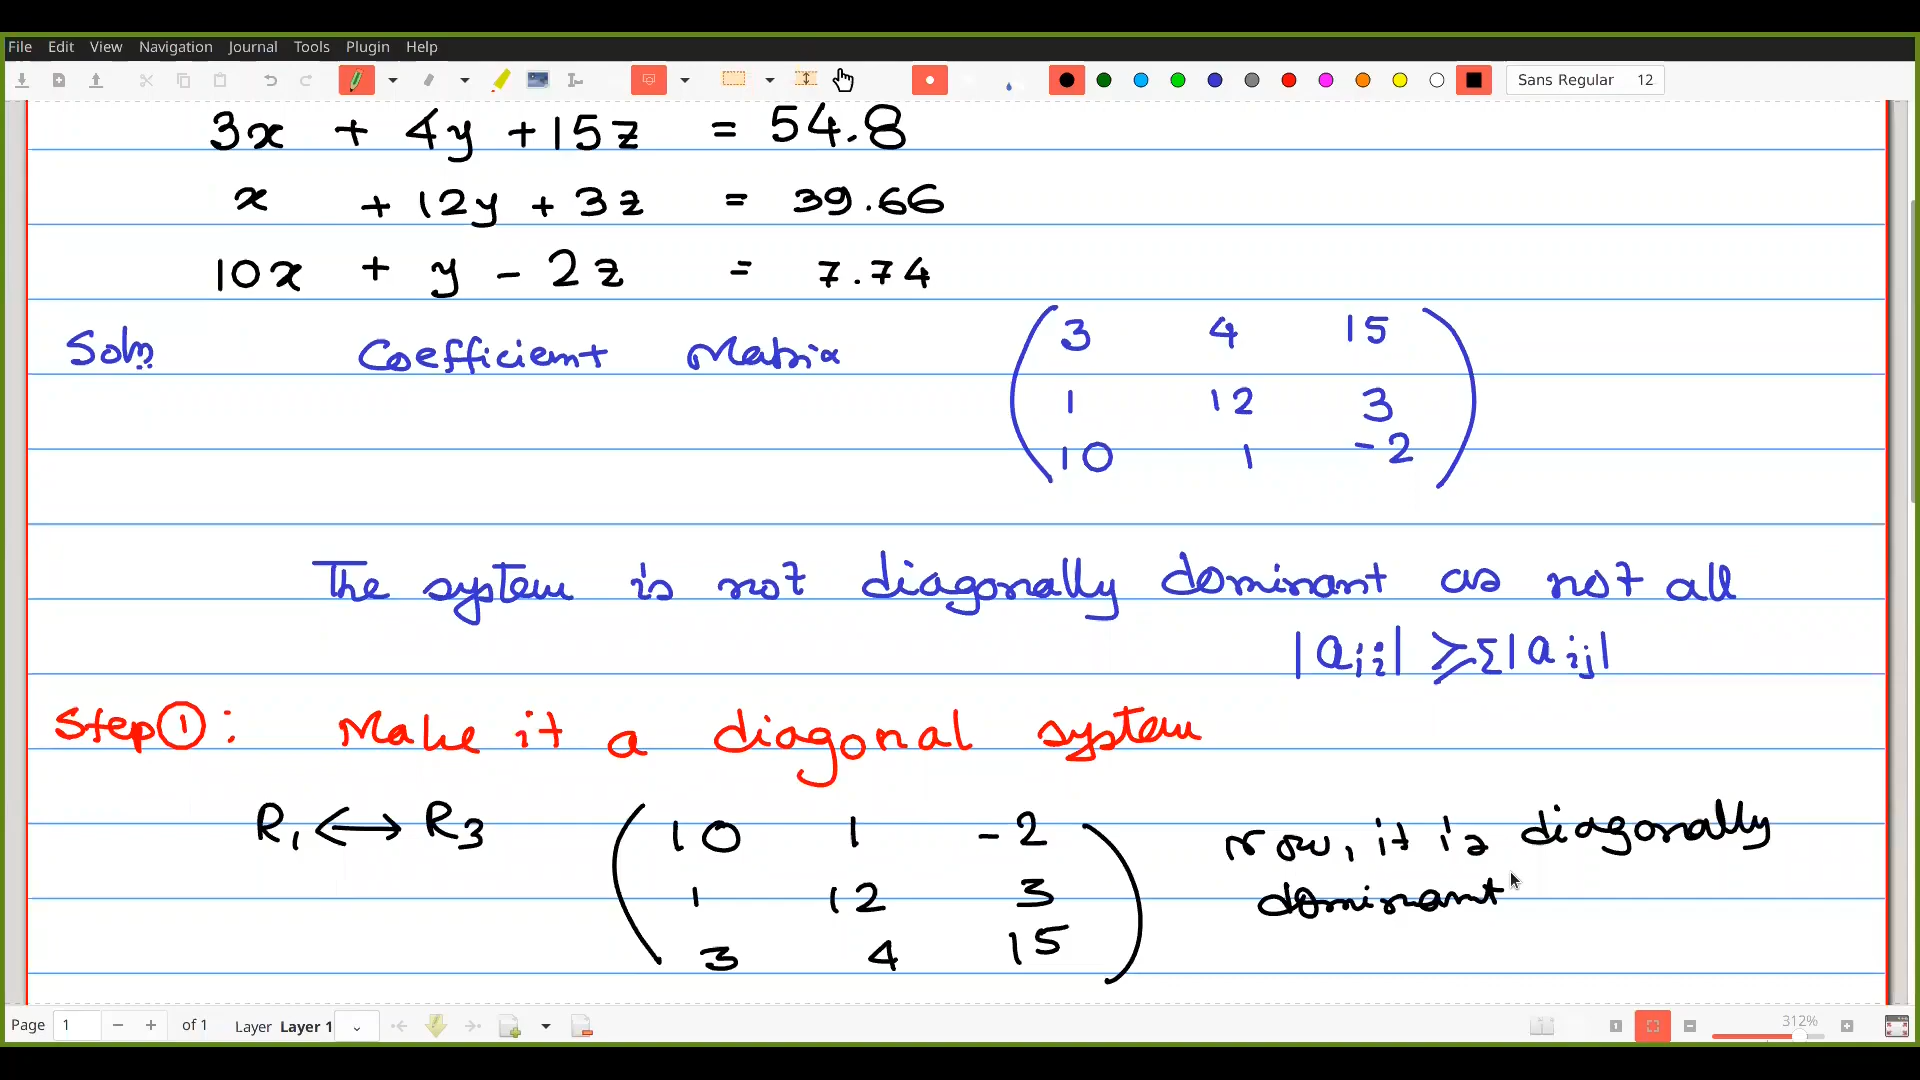 File Edit View Navigation Journal Tools Plugin Help
Sans Regular 12
3x + 4y + 15z = 54.8
x + 12y + 3z = 39.66
10x + y - 2z = 7.74
Soln Coefficient Matrix
3 4 15
1 12 3
10 1 -2
The system is not diagonally dominant as not all
|aii| ≥ Σ|aij|
Step ①: Make it a diagonal system
R1 ↔ R3
10 1 -2
1 12 3
3 4 15
Now, it is diagonally
dominant
Page 1 of 1 Layer Layer 1 312%